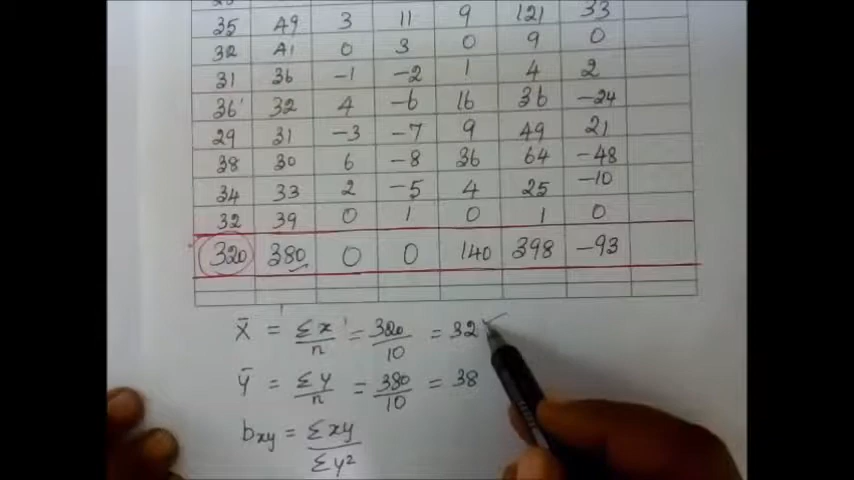 35 49 3 11 9 121 33
32 41 0 3 0 9 0
31 36 -1 -2 1 4 2
36 32 4 -6 16 36 -24
29 31 -3 -7 9 49 21
38 30 6 -8 36 64 -48
34 33 2 -5 4 25 -10
32 39 0 1 0 1 0
320 380 0 0 140 398 -93
X̄ = Σx/n = 320/10 = 32
Ȳ = Σy/n = 380/10 = 38
bxy = Σxy/Σy²